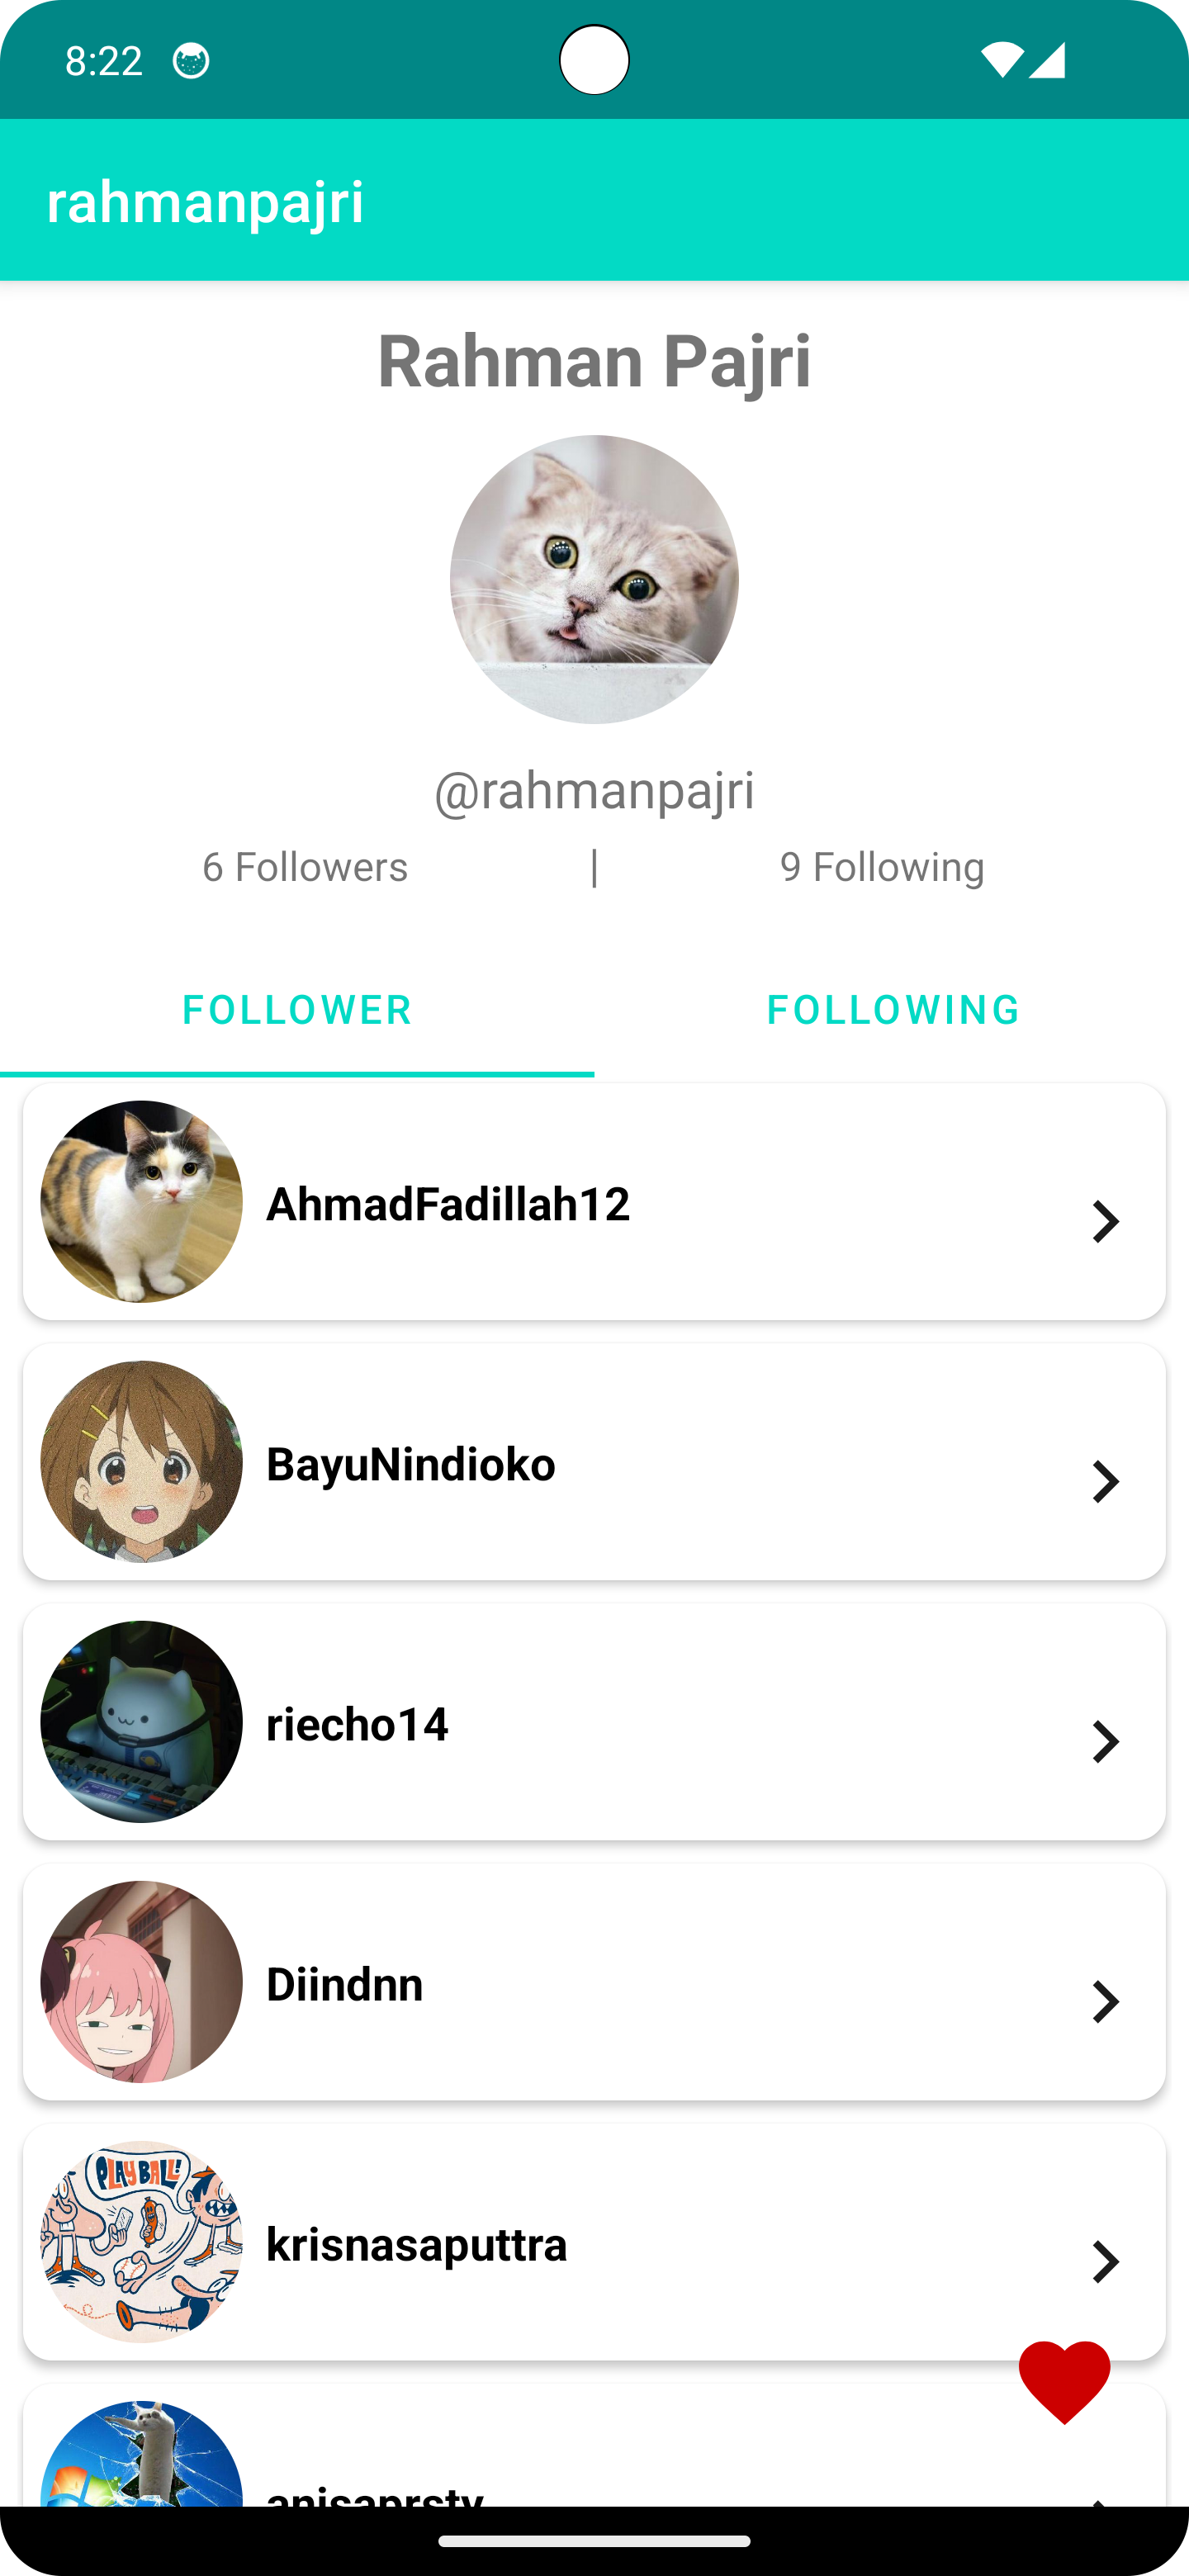 8:22
rahmanpajri
Rahman Pajri
@rahmanpajri
6 Followers | 9 Following
FOLLOWER FOLLOWING
AhmadFadillah12
BayuNindioko
riecho14
Diindnn
PLAY BALL!
krisnasaputtra
anisaprsty